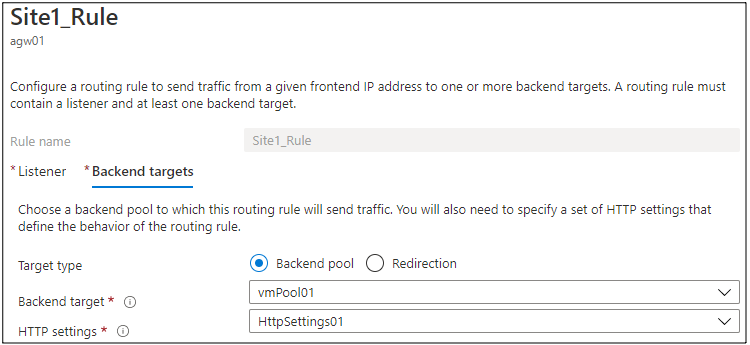 Site1_Rule
agw01
Configure a routing rule to send traffic from a given frontend IP address to one or more backend targets. A routing rule must
contain a listener and at least one backend target.
Rule name Site1_Rule
* Listener * Backend targets
Choose a backend pool to which this routing rule will send traffic. You will also need to specify a set of HTTP settings that
define the behavior of the routing rule.
Target type Backend pool Redirection
Backend target * vmPool01
HTTP settings * HttpSettings01